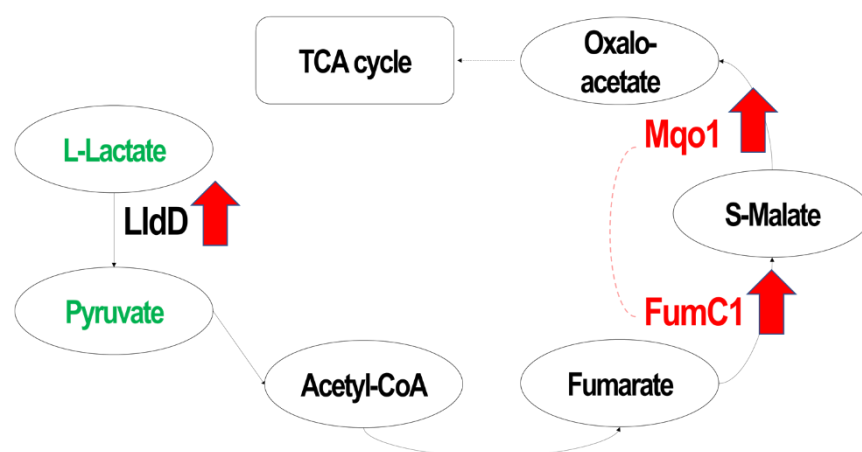 Oxalo-
acetate
TCA cycle
Mqo1
L-Lactate
LldD
S-Malate
Pyruvate
FumC1
Acetyl-CoA
Fumarate